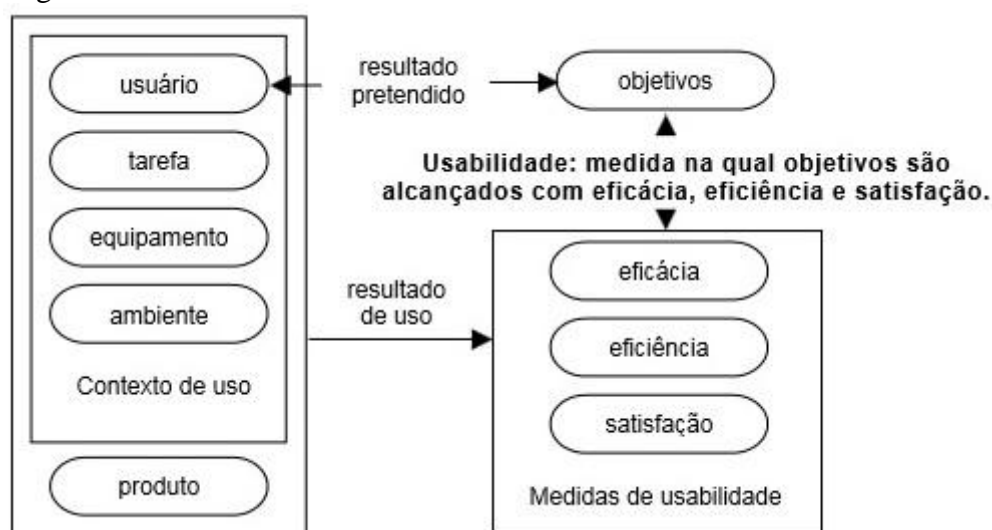 usuário
tarefa
equipamento
ambiente
Contexto de uso
produto
resultado
pretendido
objetivos
Usabilidade: medida na qual objetivos são
alcançados com eficácia, eficiência e satisfação.
resultado
de uso
eficácia
eficiência
satisfação
Medidas de usabilidade